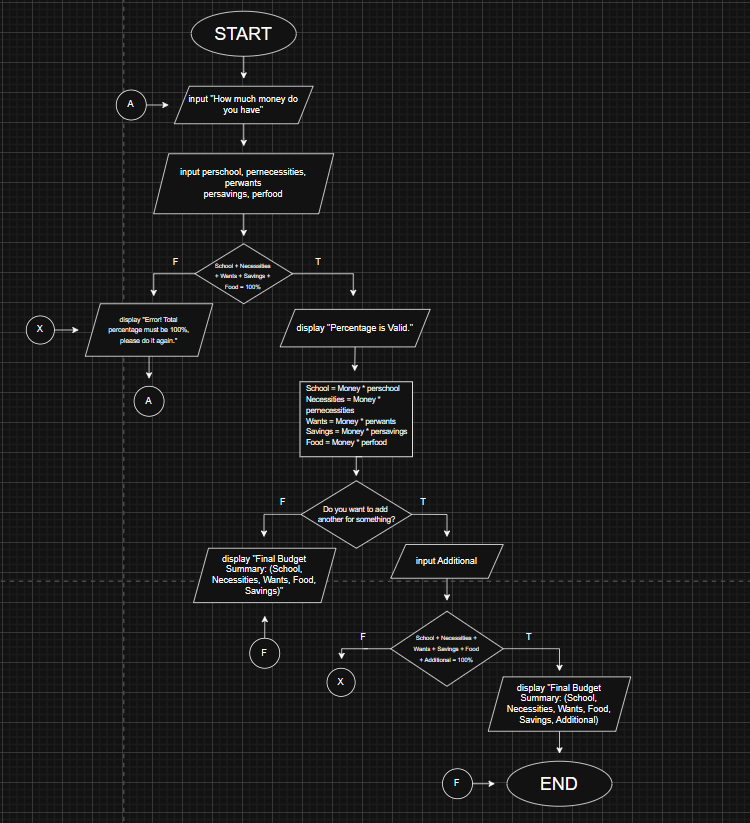 START
A
input "How much money do
you have"
input perschool, pernecessities,
perwants
persavings, perfood
F
T
School + Necessities
+ Wants + Savings +
Food = 100%
X
display "Error! Total
percentage must be 100%,
please do it again."
display "Percentage is Valid."
A
School = Money * perschool
Necessities = Money *
pernecessities
Wants = Money * perwants
Savings = Money * persavings
Food = Money * perfood
F
T
Do you want to add
another for something?
display "Final Budget
Summary: (School,
Necessities, Wants, Food,
Savings)"
input Additional
F
F
T
School + Necessities +
Wants + Savings + Food
+ Additional = 100%
X
display "Final Budget
Summary: (School,
Necessities, Wants, Food,
Savings, Additional)
F
END